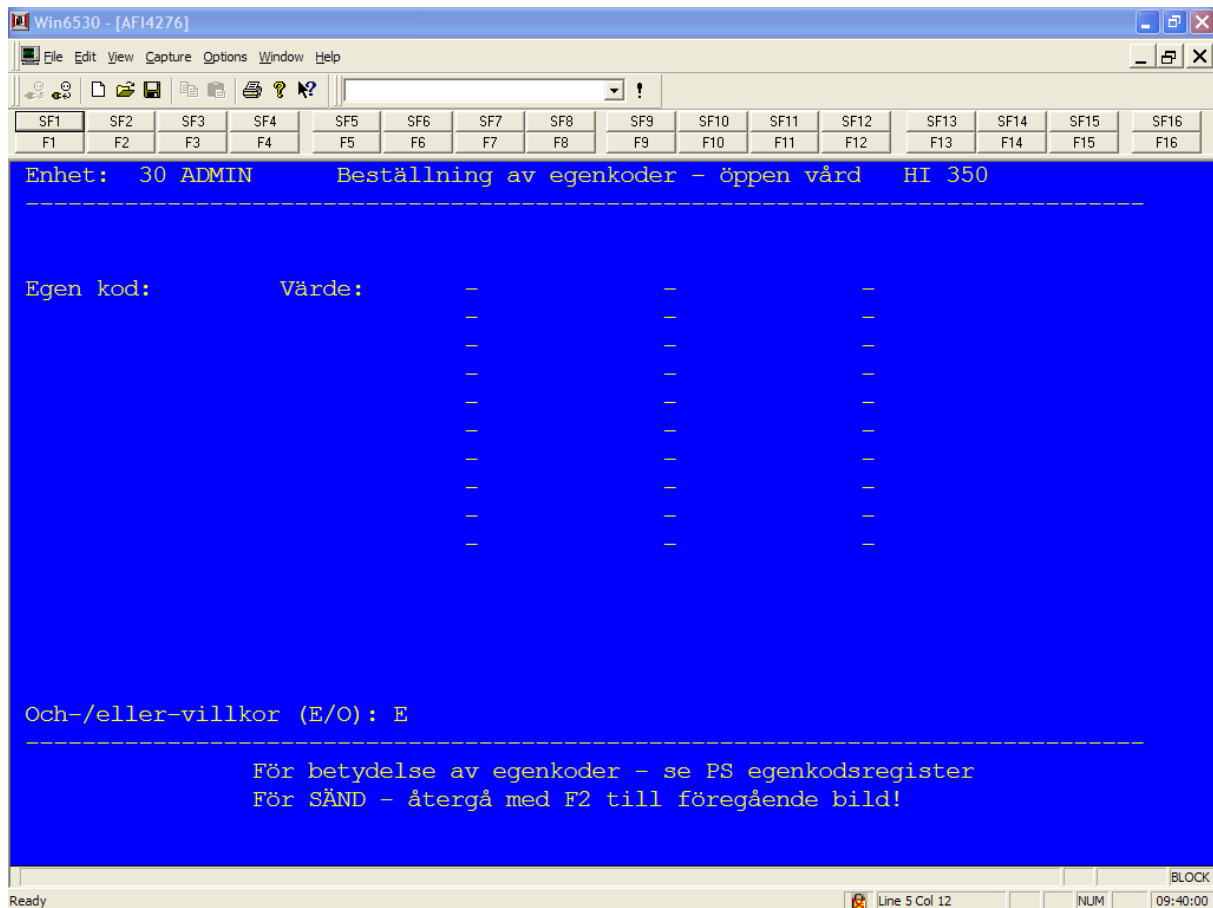 Win6530 - [AFI4276]
File Edit View Capture Options Window Help
SF1 SF2 SF3 SF4 SF5 SF6 SF7 SF8 SF9 SF10 SF11 SF12 SF13 SF14 SF15 SF16
F1 F2 F3 F4 F5 F6 F7 F8 F9 F10 F11 F12 F13 F14 F15 F16
Enhet: 30 ADMIN Beställning av egenkoder - öppen vård HI 350
--------------------------------------------------------------------------------
Egen kod: Värde: - - -
- - -
- - -
- - -
- - -
- - -
- - -
- - -
- - -
- - -
Och-/eller-villkor (E/O): E
--------------------------------------------------------------------------------
För betydelse av egenkoder - se PS egenkodsregister
För SÄND - återgå med F2 till föregående bild!
BLOCK
Ready Line 5 Col 12 NUM 09:40:00